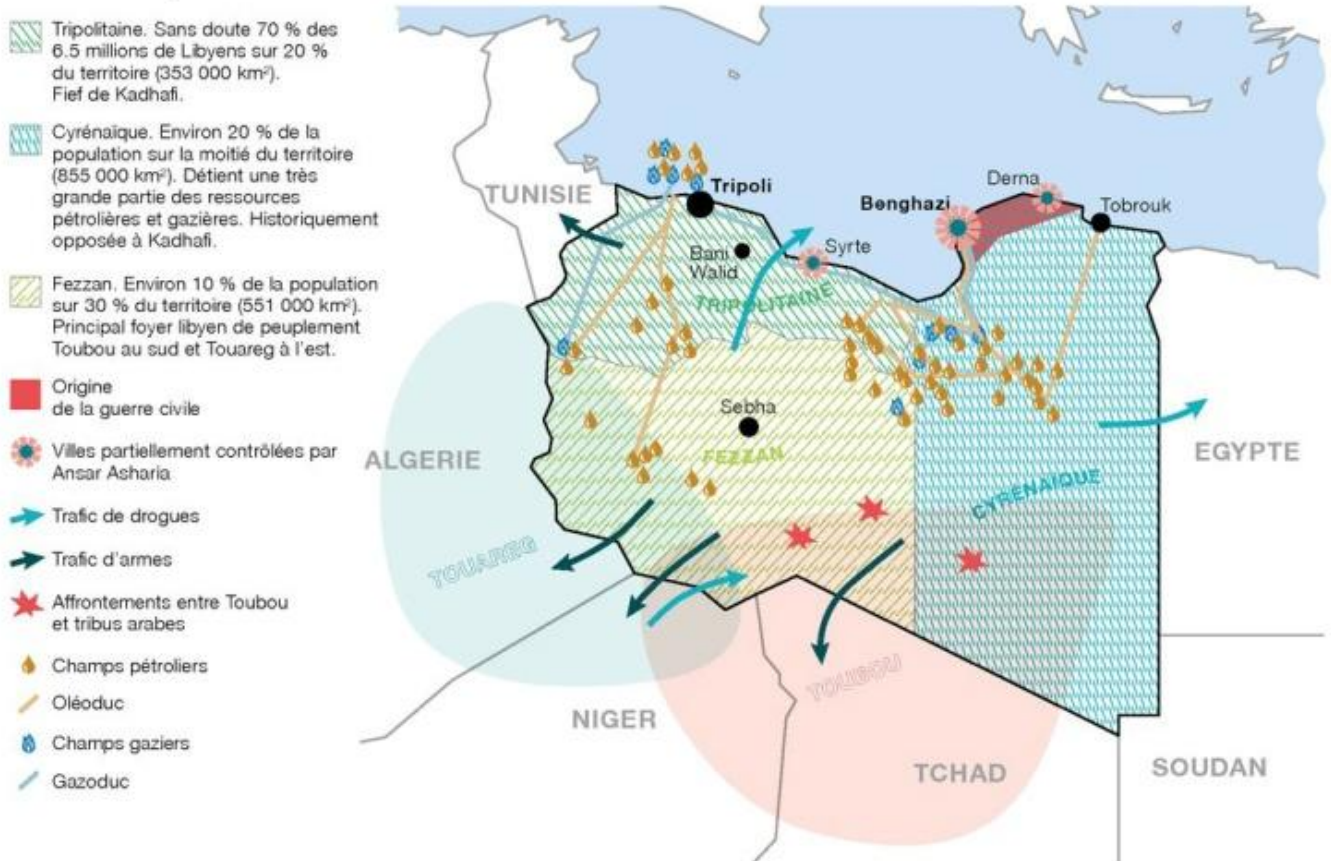 Tripolitaine. Sans doute 70 % des
6.5 millions de Libyens sur 20 %
du territoire (353 000 km²).
Fief de Kadhafi.
Cyrénaïque. Environ 20 % de la
population sur la moitié du territoire
(855 000 km²). Détient une très
grande partie des ressources
pétrolières et gazières. Historiquement
opposée à Kadhafi.
Fezzan. Environ 10 % de la population
sur 30 % du territoire (551 000 km²).
Principal foyer libyen de peuplement
Toubou au sud et Touareg à l'est.
Origine
de la guerre civile
Villes partiellement contrôlées par
Ansar Asharia
Trafic de drogues
Trafic d'armes
Affrontements entre Toubou
et tribus arabes
Champs pétroliers
Oléoduc
Champs gaziers
Gazoduc
TUNISIE
Tripoli
Benghazi
Derna
Tobrouk
Bani
Walid
Syrte
TRIPOLITAINE
Sebha
FEZZAN
ALGERIE
EGYPTE
CYRENAIQUE
TOUAREG
TOUBOU
NIGER
TCHAD
SOUDAN